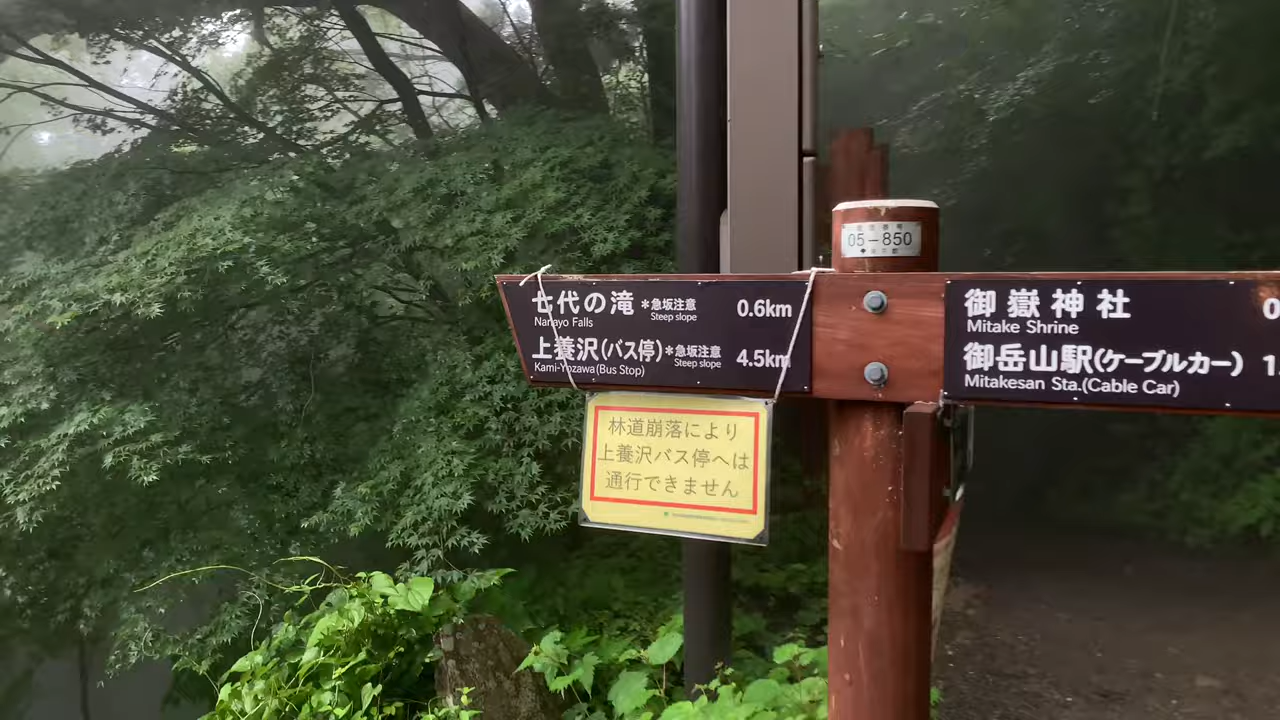 05-850
七代の滝 *急坂注意 0.6km
Nanayo Falls Steep slope
上養沢(バス停)*急坂注意 4.5km
Kami-Yozawa(Bus Stop) Steep slope
御嶽神社
Mitake Shrine
御岳山駅(ケーブルカー)
Mitakesan Sta.(Cable Car)
林道崩落により
上養沢バス停へは
通行できません